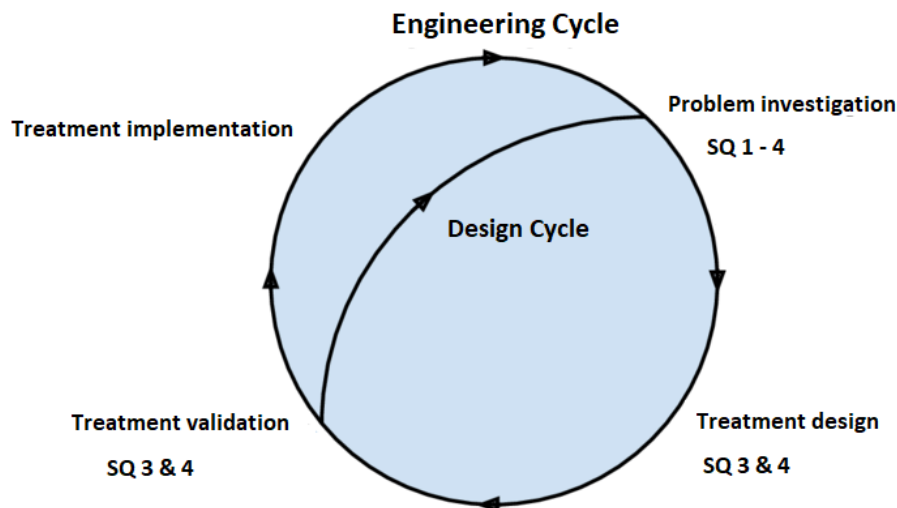 Engineering Cycle
Problem investigation
SQ 1 - 4
Treatment implementation
Design Cycle
Treatment validation
SQ 3 & 4
Treatment design
SQ 3 & 4